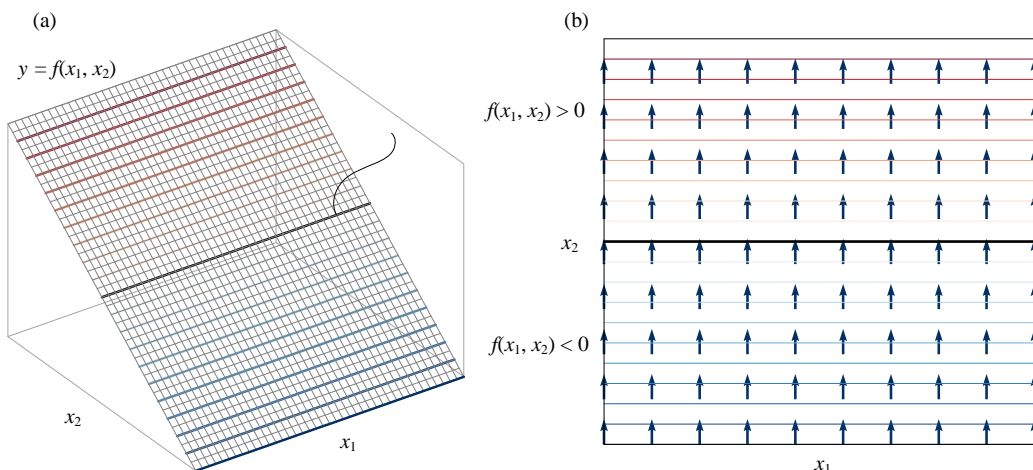 (a)
y = f(x₁, x₂)
x₂
x₁
(b)
f(x₁, x₂) > 0
x₂
f(x₁, x₂) < 0
x₁